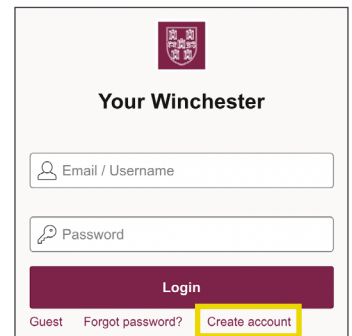 Your Winchester
Email / Username
Password
Login
Guest Forgot password? Create account